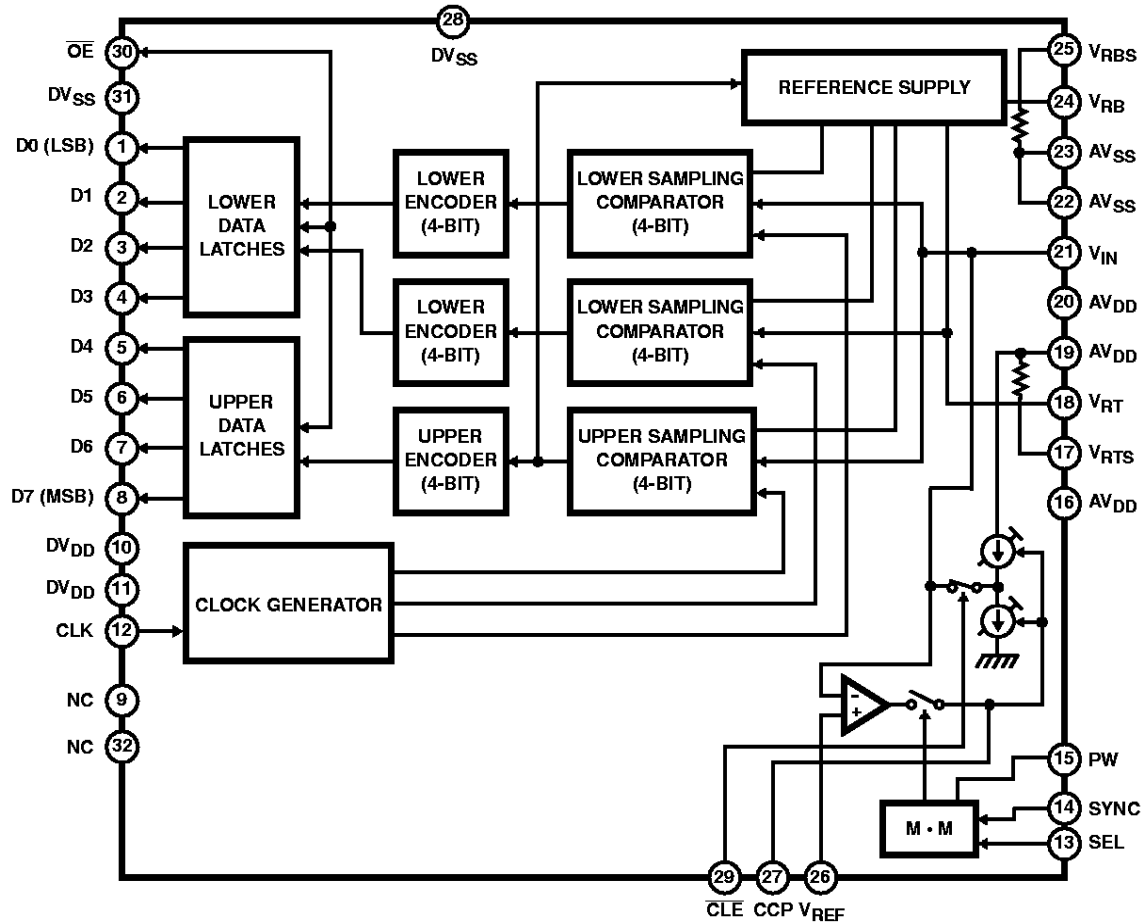 28
DVSS
OE 30
DVSS 31
D0 (LSB) 1
D1 2
D2 3
D3 4
D4 5
D5 6
D6 7
D7 (MSB) 8
DVDD 10
DVDD 11
CLK 12
NC 9
NC 32
LOWER
DATA
LATCHES
UPPER
DATA
LATCHES
CLOCK GENERATOR
LOWER
ENCODER
(4-BIT)
LOWER
ENCODER
(4-BIT)
UPPER
ENCODER
(4-BIT)
REFERENCE SUPPLY
LOWER SAMPLING
COMPARATOR
(4-BIT)
LOWER SAMPLING
COMPARATOR
(4-BIT)
UPPER SAMPLING
COMPARATOR
(4-BIT)
25 VRBS
24 VRB
23 AVSS
22 AVSS
21 VIN
20 AVDD
19 AVDD
18 VRT
17 VRTS
16 AVDD
-
+
15 PW
14 SYNC
13 SEL
M • M
29 27 26
CLE CCP VREF